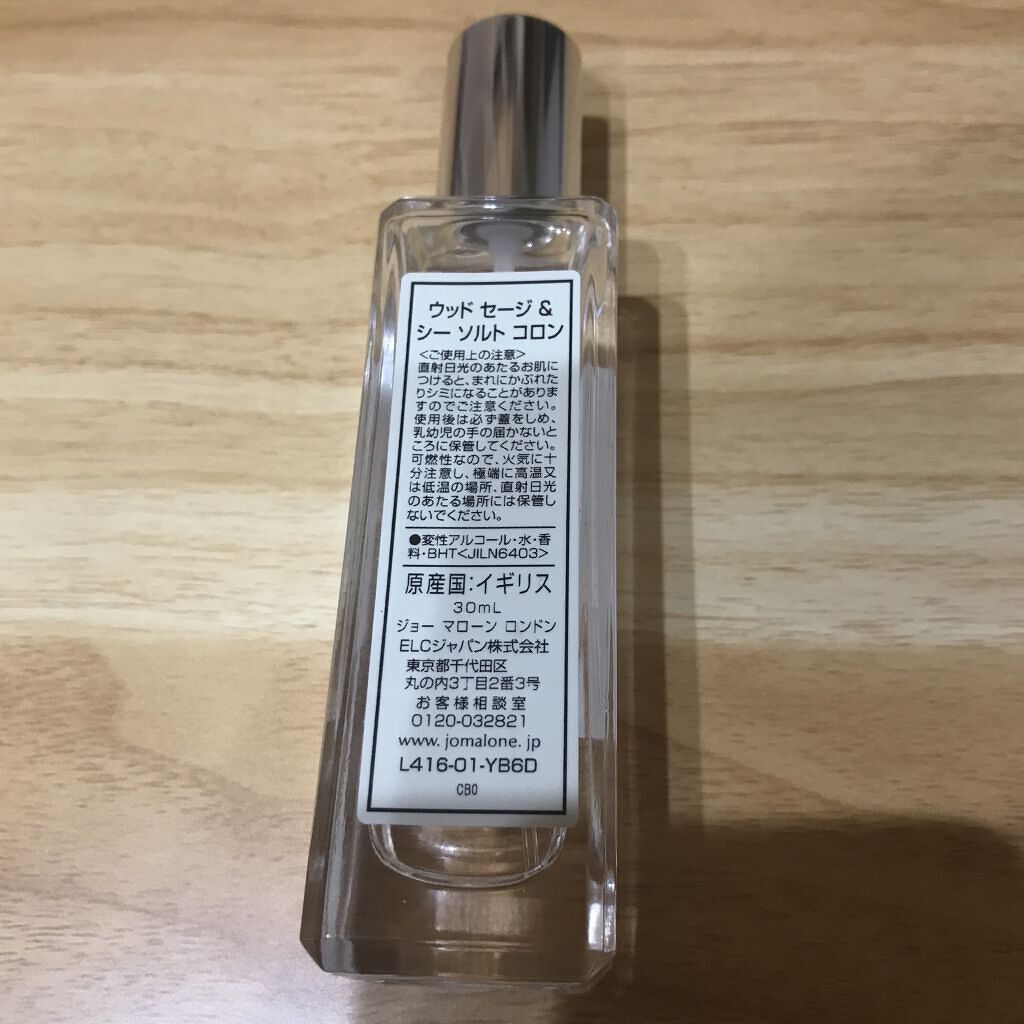 ウッド セージ &
シー ソルト コロン
<ご使用上の注意>
直射日光のあたるお肌に
つけると、まれにかぶれた
りシミになることがありま
すのでご注意ください。
使用後は必ず蓋をしめ、
乳幼児の手の届かないと
ころに保管してください。
可燃性なので、火気に十
分注意し、極端に高温又
は低温の場所、直射日光
のあたる場所には保管し
ないでください。
●変性アルコール・水・香
料・BHT<JILN6403>
原産国:イギリス
30mL
ジョー マローン ロンドン
ELCジャパン株式会社
東京都千代田区
丸の内3丁目2番3号
お客様相談室
0120-032821
www.jomalone.jp
L416-01-YB6D
CB0